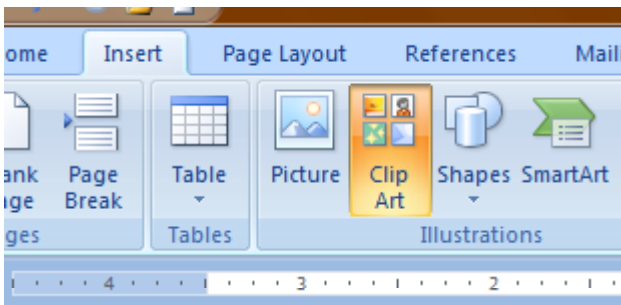 ome Insert Page Layout References Mail
ank Page Table Picture Clip Shapes SmartArt
age Break Art
ges Tables Illustrations
4 3 2